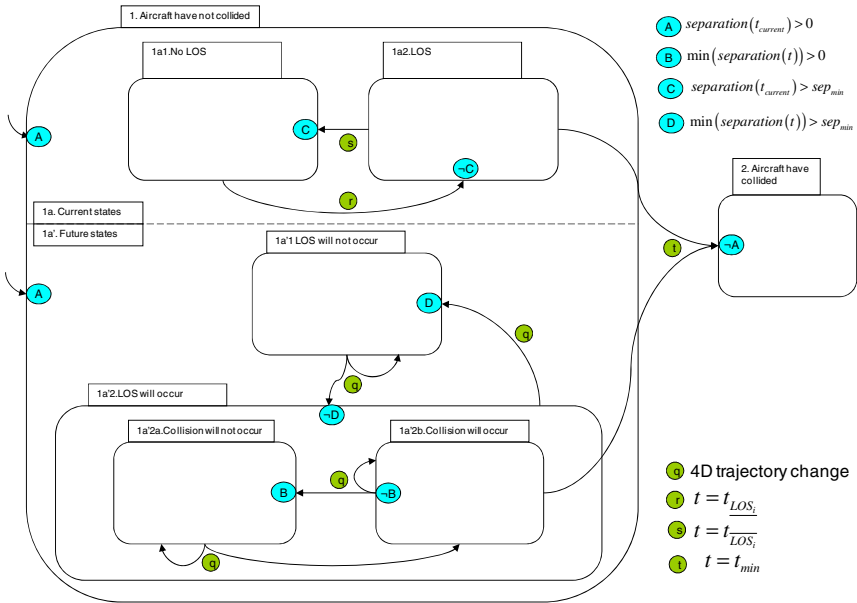 1. Aircraft have not collided
1a1.No LOS
1a2.LOS
A
C
s
¬C
r
1a. Current states
1a'. Future states
1a'1 LOS will not occur
A
D
q
q
1a'2.LOS will occur
¬D
1a'2a.Collision will not occur
1a'2b.Collision will occur
B
q
¬B
q
A separation(t_current)>0
B min(separation(t))>0
C separation(t_current)>sep_min
D min(separation(t))>sep_min
2. Aircraft have
collided
¬A
t
q 4D trajectory change
r t = t_LOS_i
s t = t_\overline{LOS_i}
t t = t_min